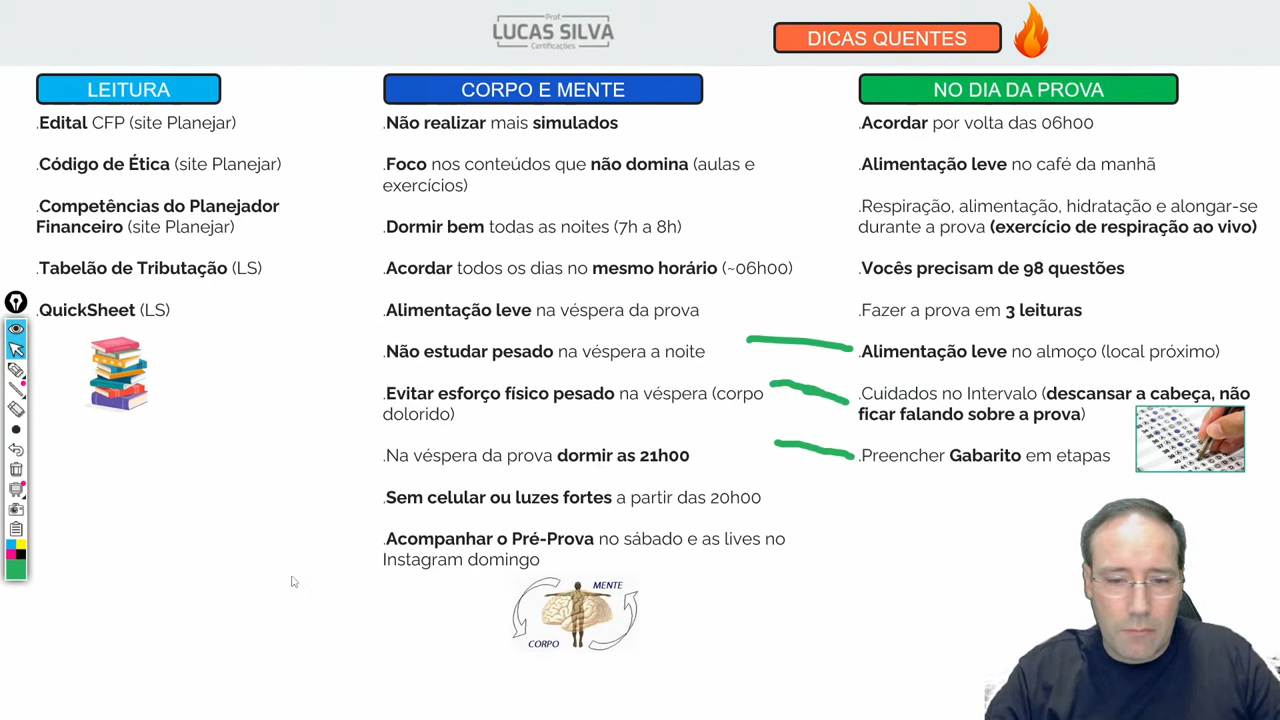 Prof.
LUCAS SILVA
Certificações
DICAS QUENTES
LEITURA
.Edital CFP (site Planejar)
.Código de Ética (site Planejar)
.Competências do Planejador
Financeiro (site Planejar)
.Tabelão de Tributação (LS)
.QuickSheet (LS)
CORPO E MENTE
.Não realizar mais simulados
.Foco nos conteúdos que não domina (aulas e
exercícios)
.Dormir bem todas as noites (7h a 8h)
.Acordar todos os dias no mesmo horário (~06h00)
.Alimentação leve na véspera da prova
.Não estudar pesado na véspera a noite
.Evitar esforço físico pesado na véspera (corpo
dolorido)
.Na véspera da prova dormir as 21h00
.Sem celular ou luzes fortes a partir das 20h00
.Acompanhar o Pré-Prova no sábado e as lives no
Instagram domingo
MENTE
CORPO
NO DIA DA PROVA
.Acordar por volta das 06h00
.Alimentação leve no café da manhã
.Respiração, alimentação, hidratação e alongar-se
durante a prova (exercício de respiração ao vivo)
.Vocês precisam de 98 questões
.Fazer a prova em 3 leituras
.Alimentação leve no almoço (local próximo)
.Cuidados no Intervalo (descansar a cabeça, não
ficar falando sobre a prova)
.Preencher Gabarito em etapas